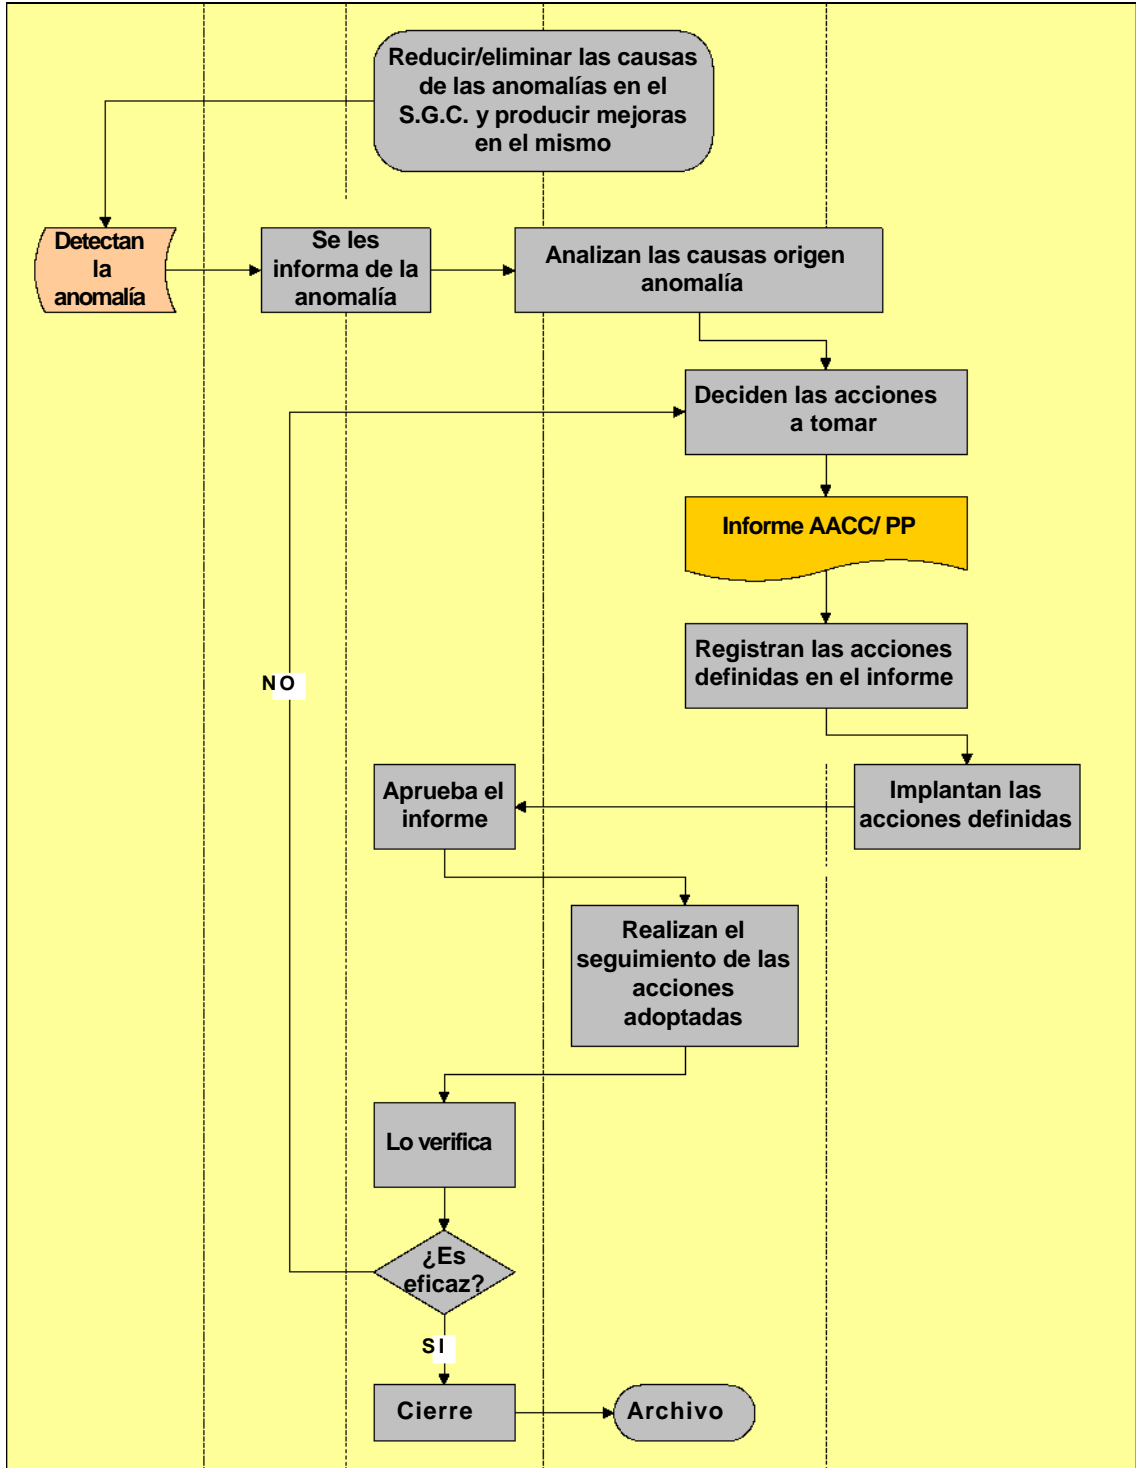 Reducir/eliminar las causas
de las anomalías en el
S.G.C. y producir mejoras
en el mismo
Detectan
la
anomalía
Se les
informa de la
anomalía
Analizan las causas origen
anomalía
Deciden las acciones
a tomar
Informe AACC/ PP
Registran las acciones
definidas en el informe
NO
Implantan las
acciones definidas
Aprueba el
informe
Realizan el
seguimiento de las
acciones
adoptadas
Lo verifica
¿Es
eficaz?
SI
Cierre
Archivo